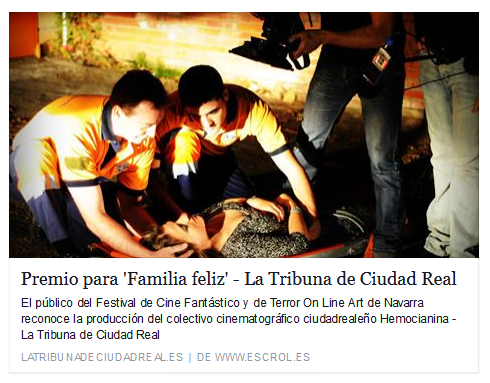 Premio para 'Familia feliz' - La Tribuna de Ciudad Real
El público del Festival de Cine Fantástico y de Terror On Line Art de Navarra
reconoce la producción del colectivo cinematográfico ciudadrealeño Hemocianina -
La Tribuna de Ciudad Real
LATRIBUNADECIUDADREAL.ES | DE WWW.ESCROL.ES